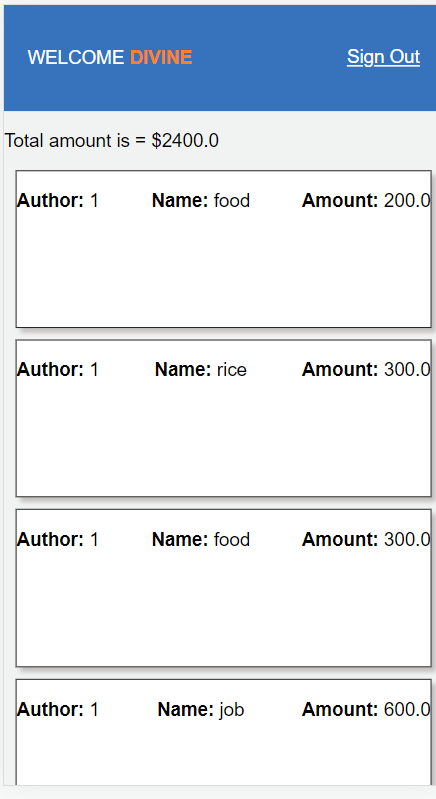 WELCOME DIVINE Sign Out
Total amount is = $2400.0
Author: 1 Name: food Amount: 200.0
Author: 1 Name: rice Amount: 300.0
Author: 1 Name: food Amount: 300.0
Author: 1 Name: job Amount: 600.0